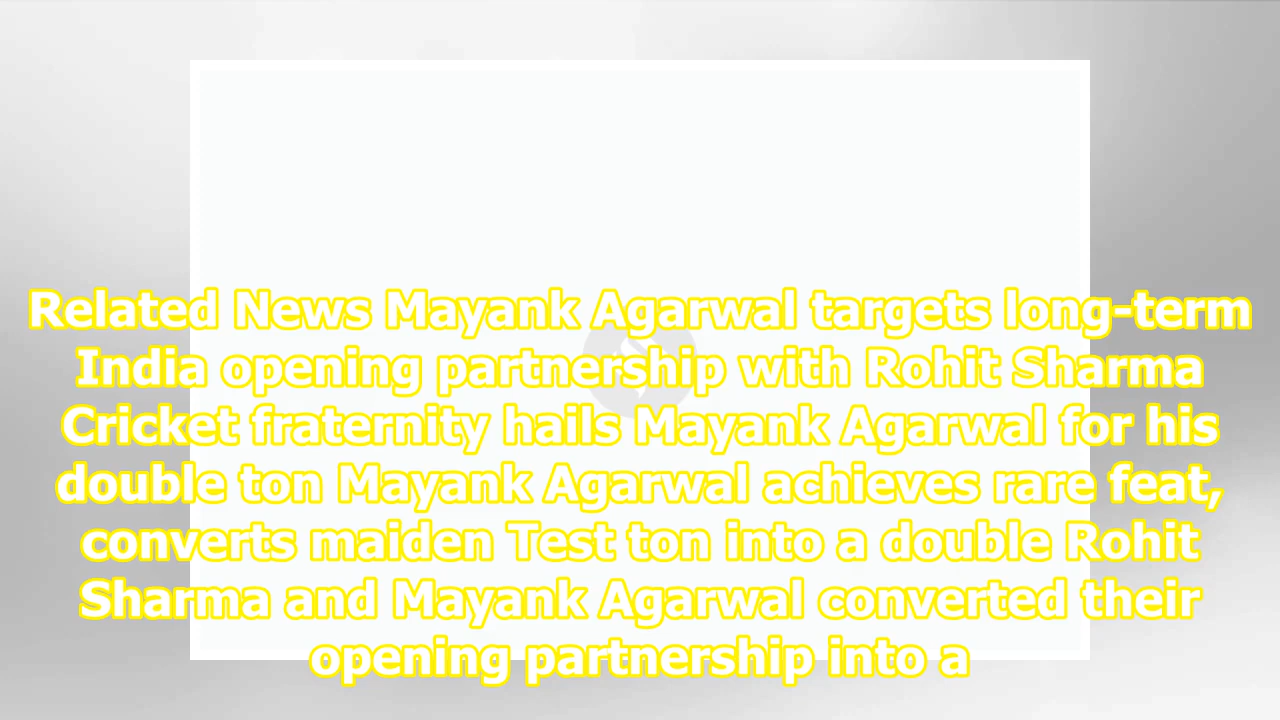 Related News Mayank Agarwal targets long-term
India opening partnership with Rohit Sharma
Cricket fraternity hails Mayank Agarwal for his
double ton Mayank Agarwal achieves rare feat,
converts maiden Test ton into a double Rohit
Sharma and Mayank Agarwal converted their
opening partnership into a